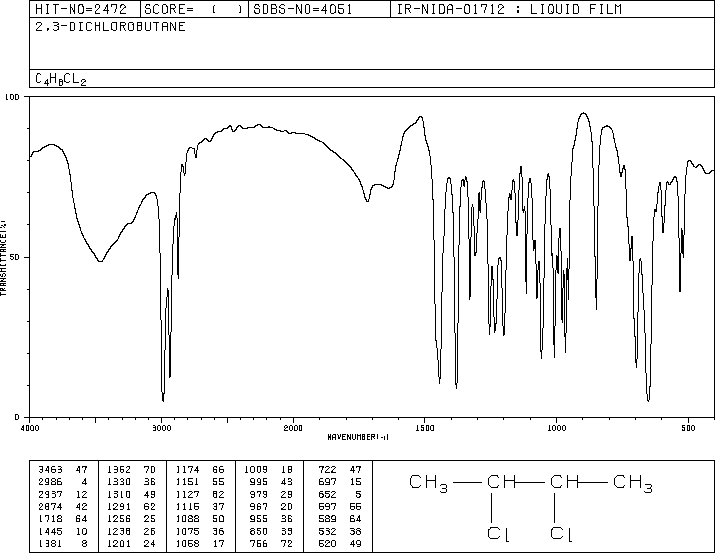 HIT-NO=2472 SCORE= ( ) SDBS-NO=4051 IR-NIDA-01712 : LIQUID FILM
2,3-DICHLOROBUTANE
C4H8CL2
100
TRANSMITTANCE(%)
50
0
4000 3000 2000 1500 1000 500
WAVENUMBER(-1)
3463 47 1362 70 1174 66 1009 18 722 47
2986 4 1330 36 1151 55 995 43 697 15
2937 12 1310 49 1127 62 979 29 652 5
2874 42 1291 62 1115 37 967 20 597 55
1718 64 1256 25 1088 50 955 36 589 64
1445 10 1238 26 1075 36 850 33 532 38
1381 8 1201 24 1058 17 756 72 520 49
CH3 CH CH CH3
Cl Cl